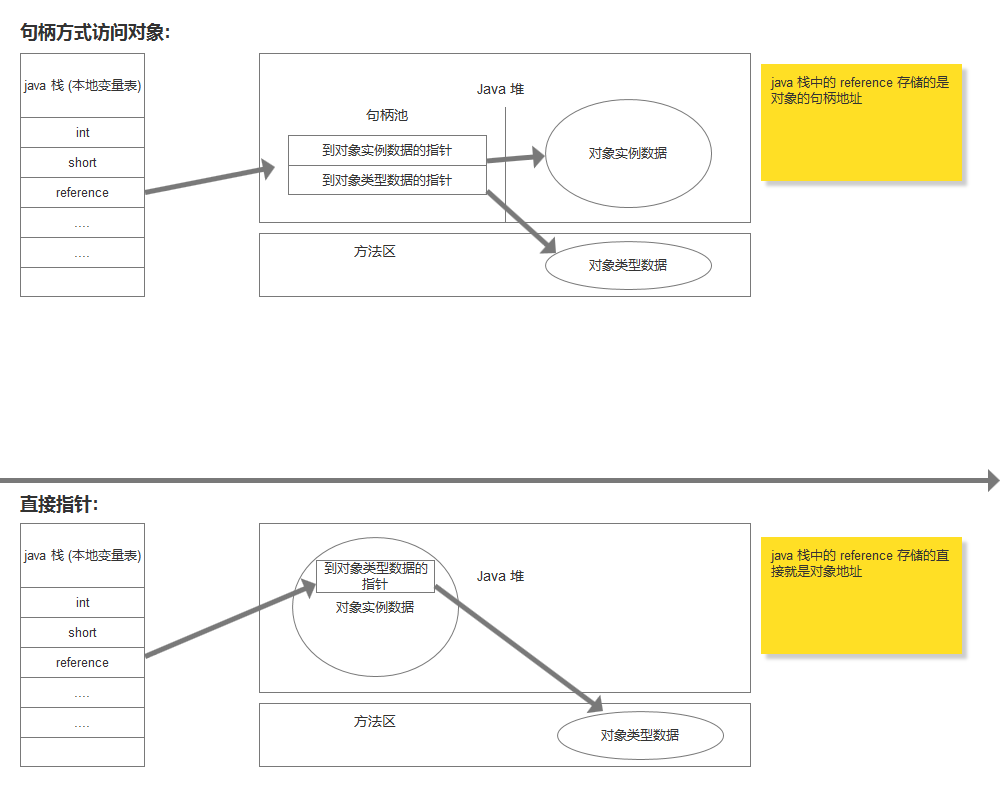 句柄方式访问对象:
java 栈 (本地变量表)
int
short
reference
....
....
Java 堆
句柄池
到对象实例数据的指针
到对象类型数据的指针
对象实例数据
方法区
对象类型数据
java 栈中的 reference 存储的是
对象的句柄地址
直接指针:
java 栈 (本地变量表)
int
short
reference
....
....
到对象类型数据的
指针
对象实例数据
Java 堆
方法区
对象类型数据
java 栈中的 reference 存储的直
接就是对象地址